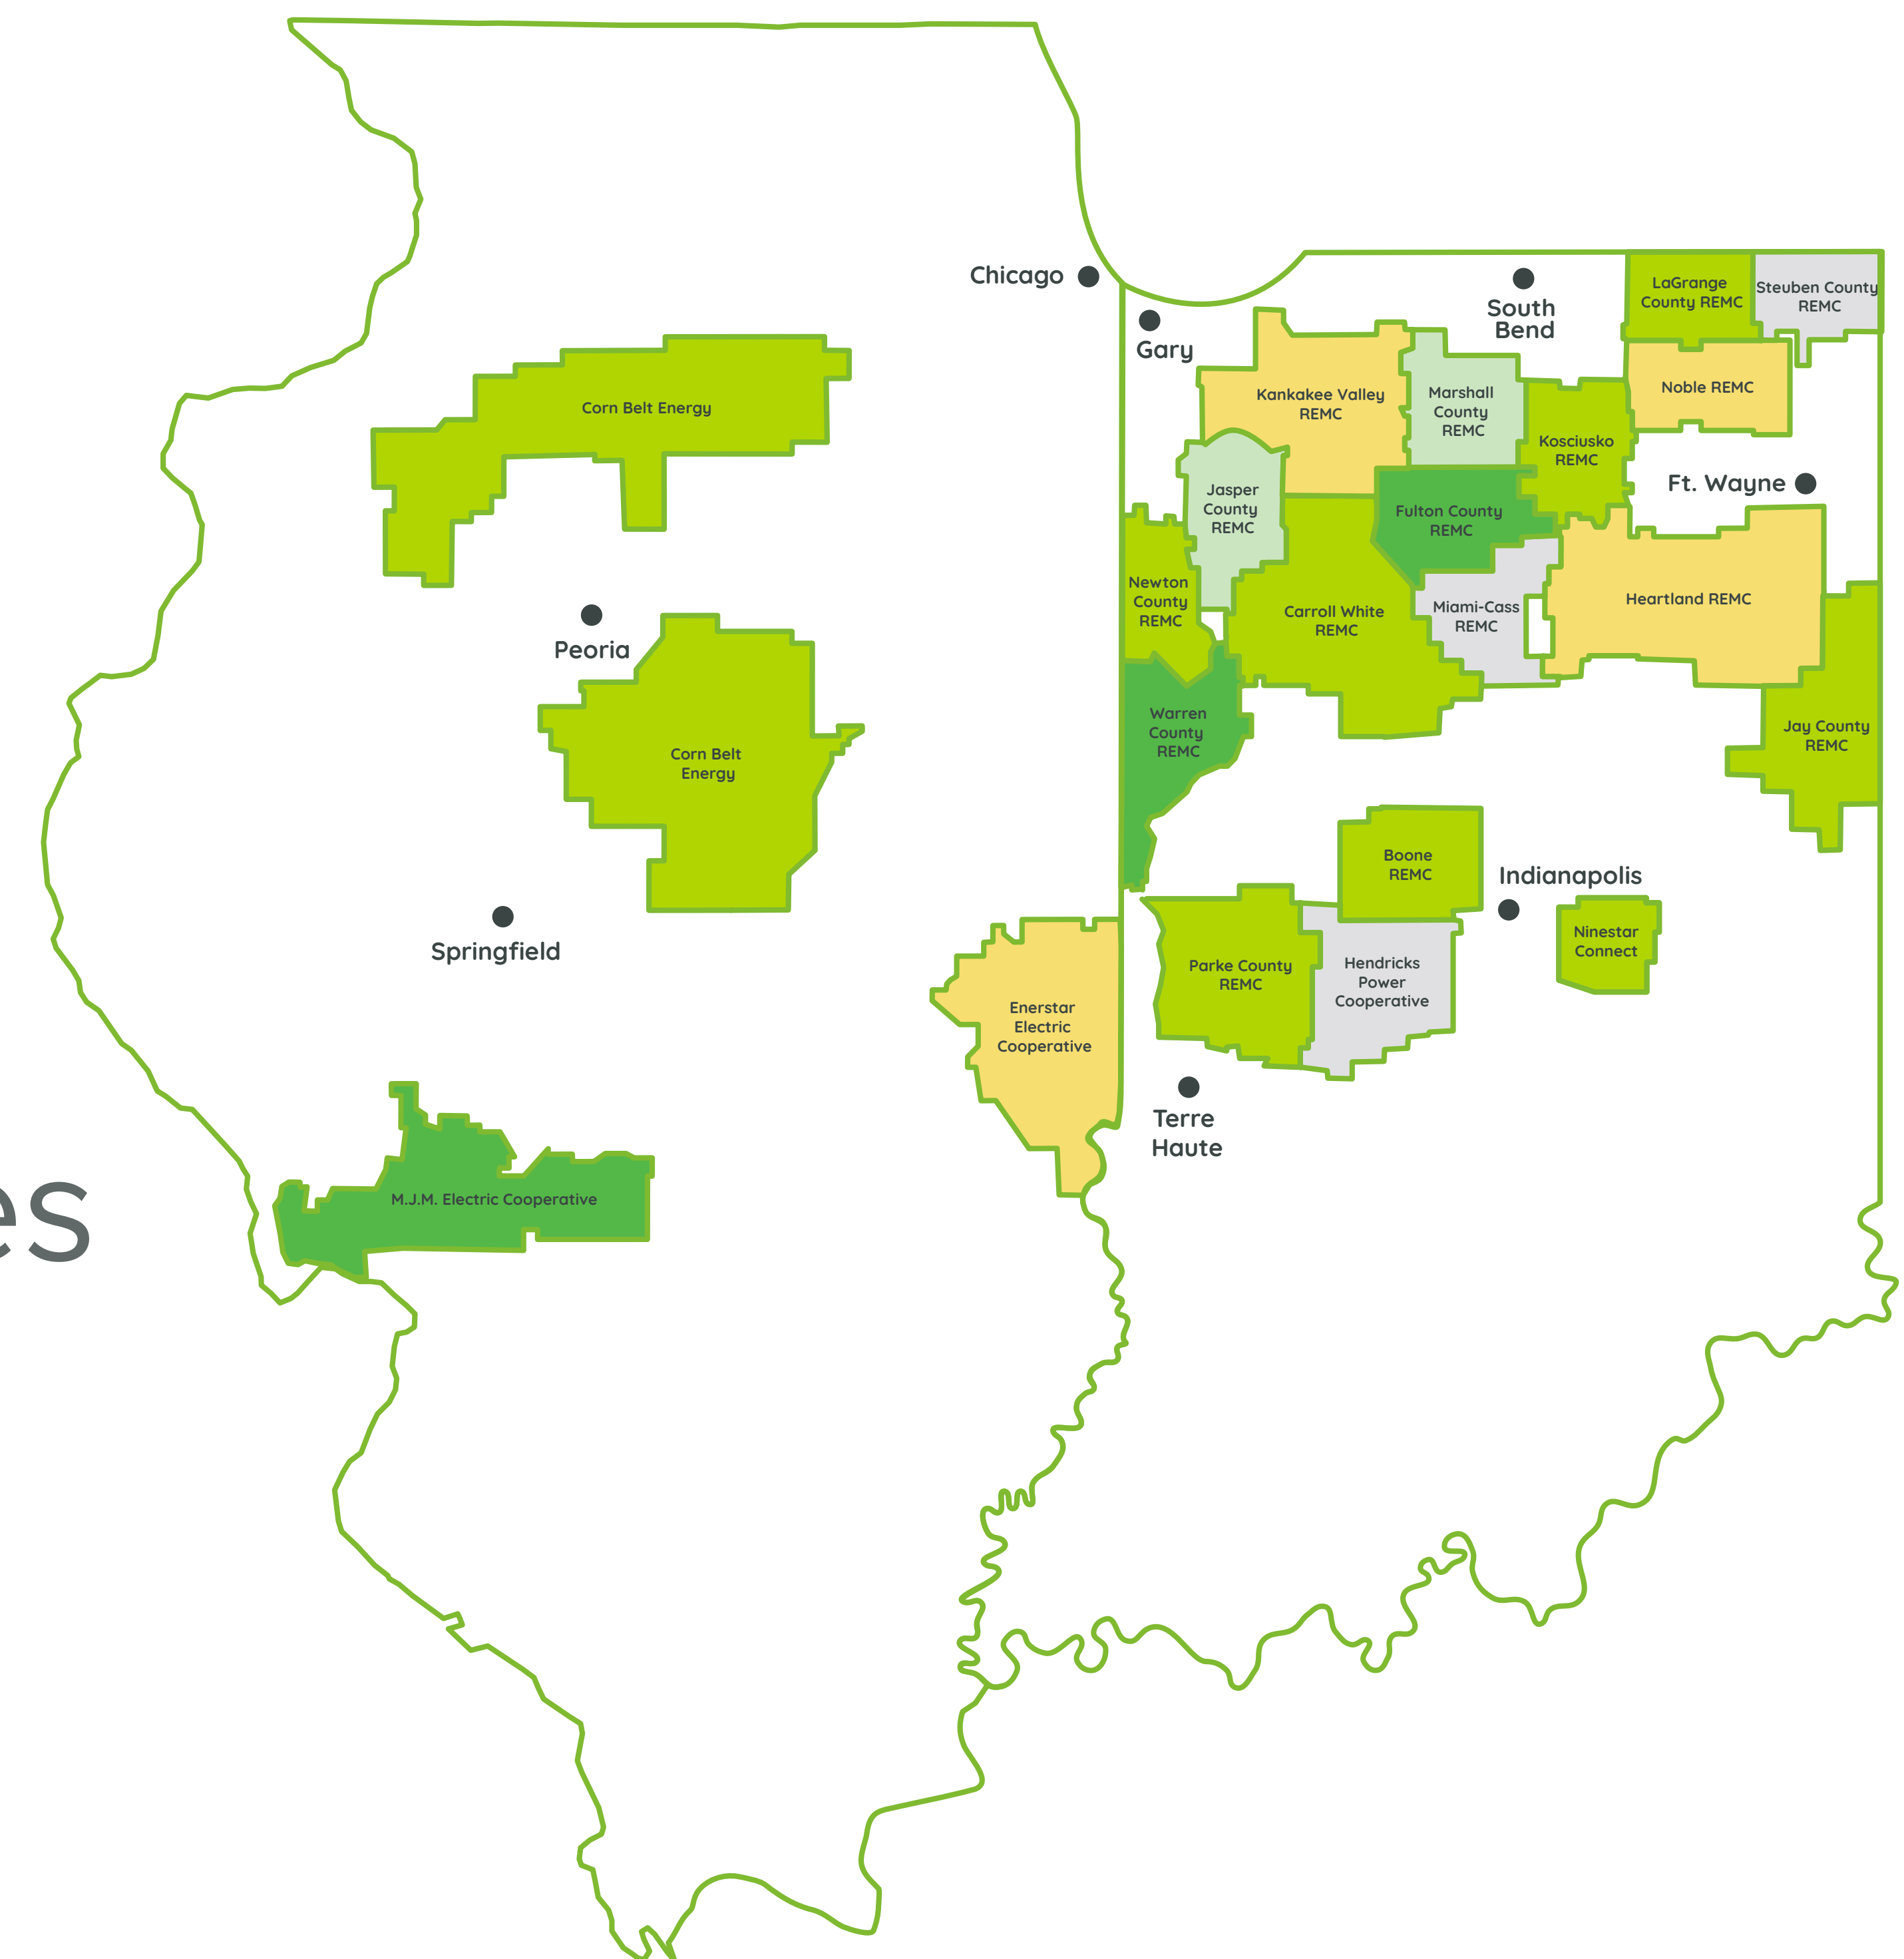 Chicago
Gary
South
Bend
LaGrange
County REMC
Steuben County
REMC
Noble REMC
Kankakee Valley
REMC
Marshall
County
REMC
Kosciusko
REMC
Ft. Wayne
Corn Belt Energy
Jasper
County
REMC
Fulton County
REMC
Newton
County
REMC
Carroll White
REMC
Miami-Cass
REMC
Heartland REMC
Peoria
Corn Belt
Energy
Warren
County
REMC
Jay County
REMC
Boone
REMC
Indianapolis
Ninestar
Connect
Springfield
Parke County
REMC
Hendricks
Power
Cooperative
Enerstar
Electric
Cooperative
Terre
Haute
M.J.M. Electric Cooperative
es